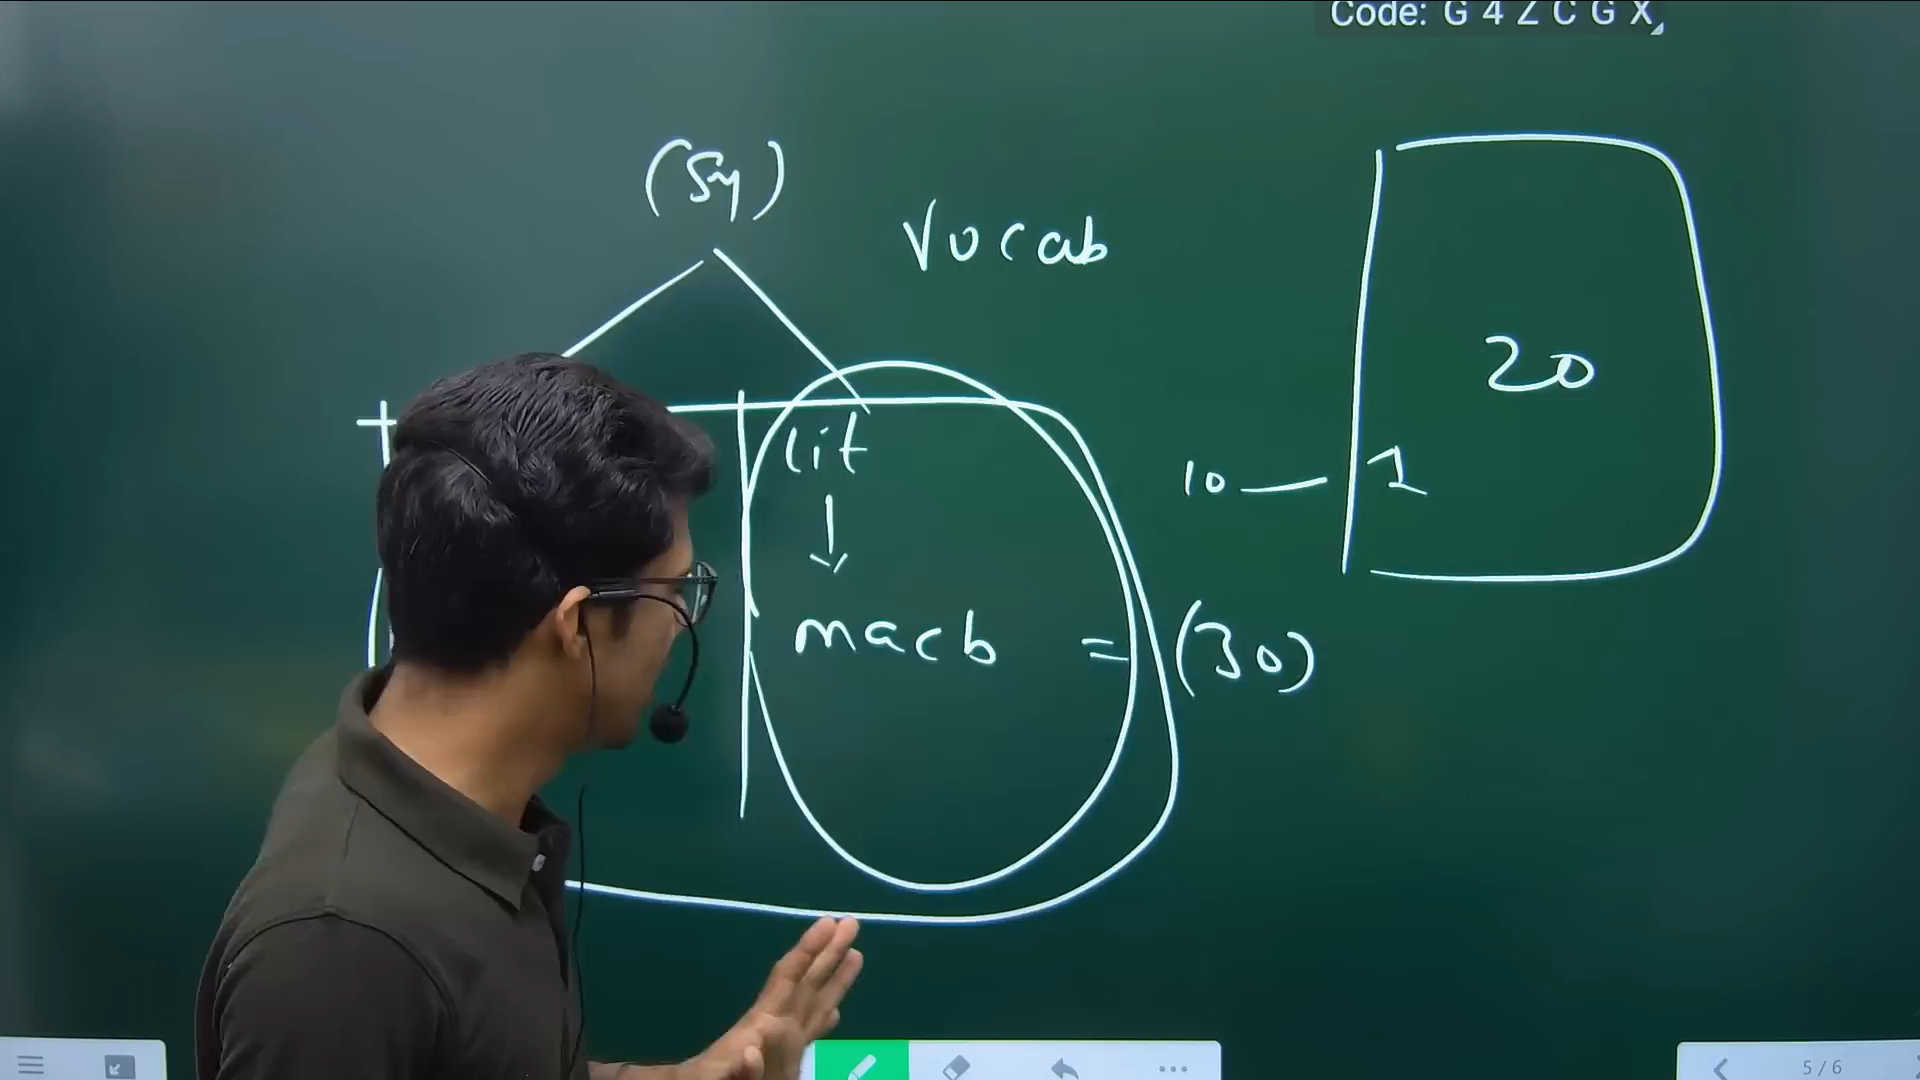 Code: G 4 Z C G X
(Sy)
Vocab
20
Lit
10 — 1
↓
macb = (30)
5 / 6